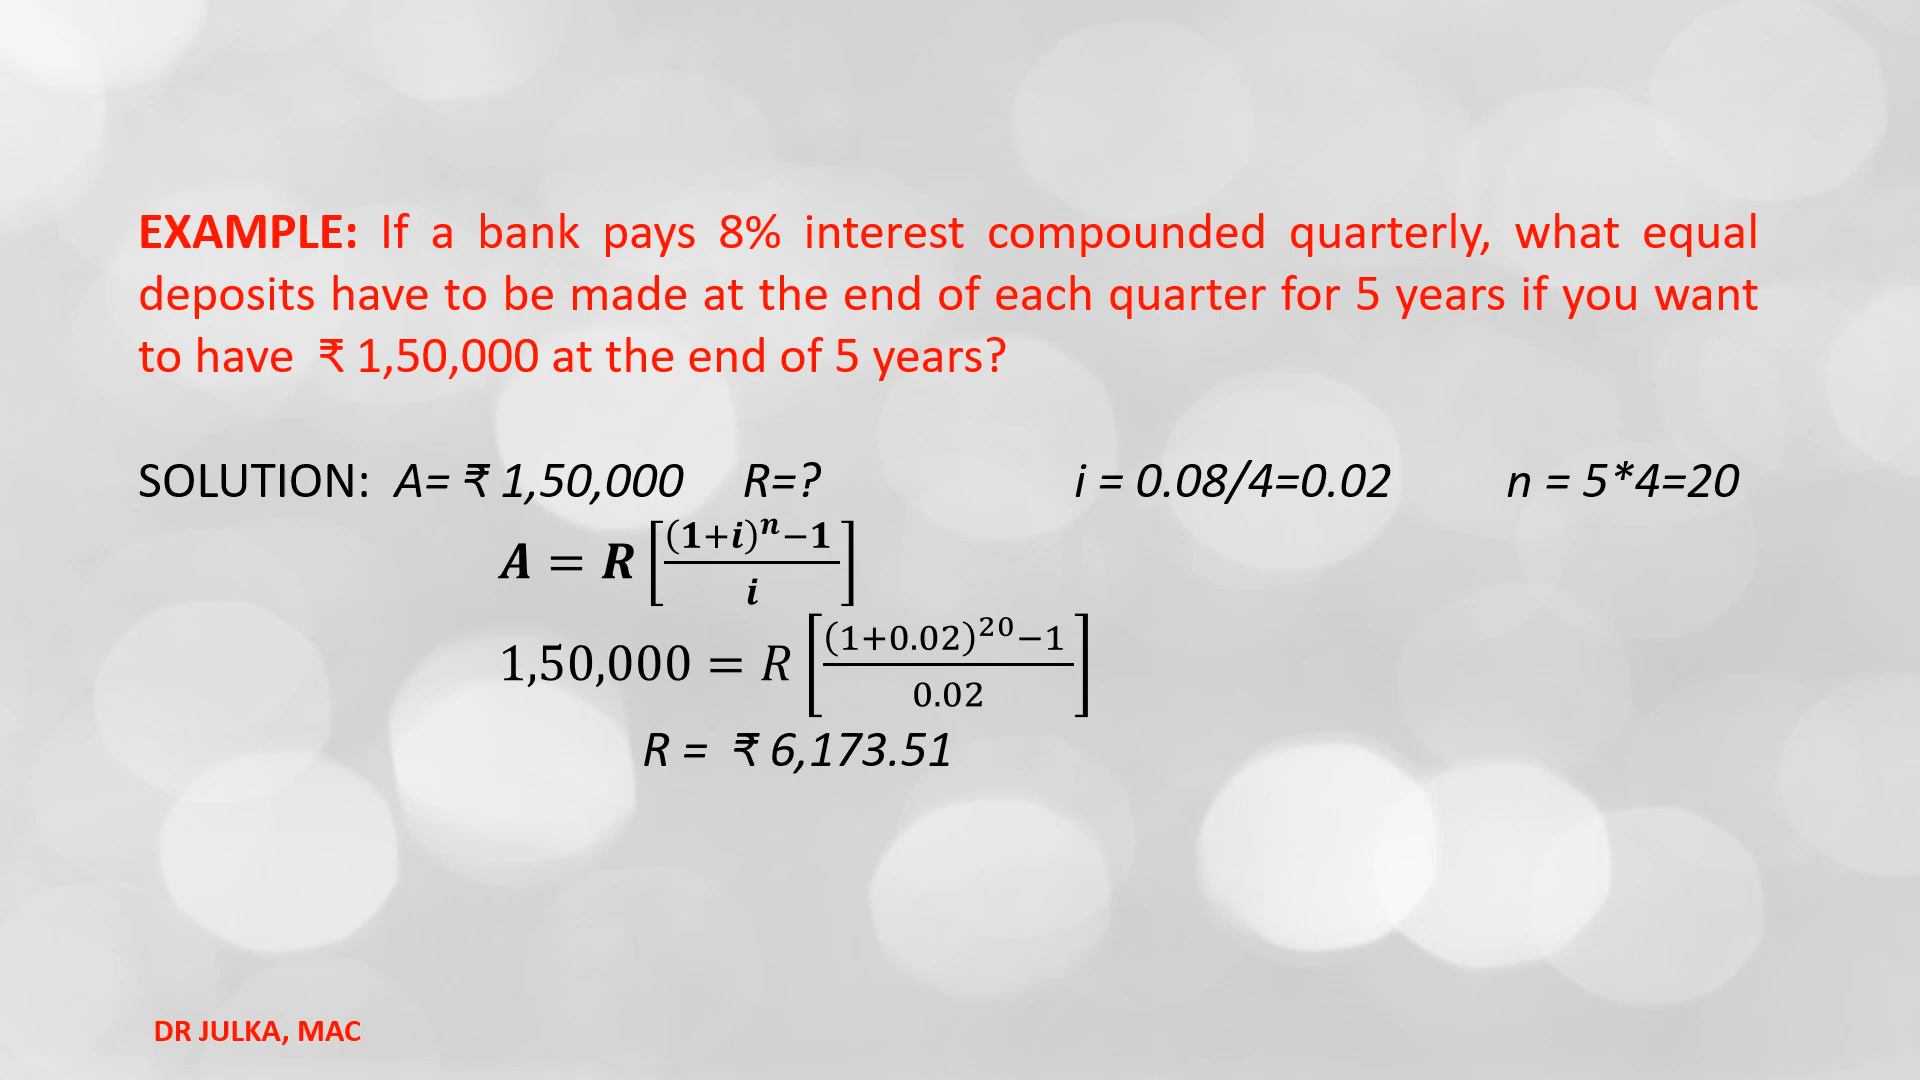 EXAMPLE: If a bank pays 8% interest compounded quarterly, what equal
deposits have to be made at the end of each quarter for 5 years if you want
to have ₹ 1,50,000 at the end of 5 years?
SOLUTION: A= ₹ 1,50,000 R=? i = 0.08/4=0.02 n = 5*4=20
A = R [((1+i)^n−1)/i]
1,50,000 = R [((1+0.02)^20−1)/0.02]
R = ₹ 6,173.51
DR JULKA, MAC